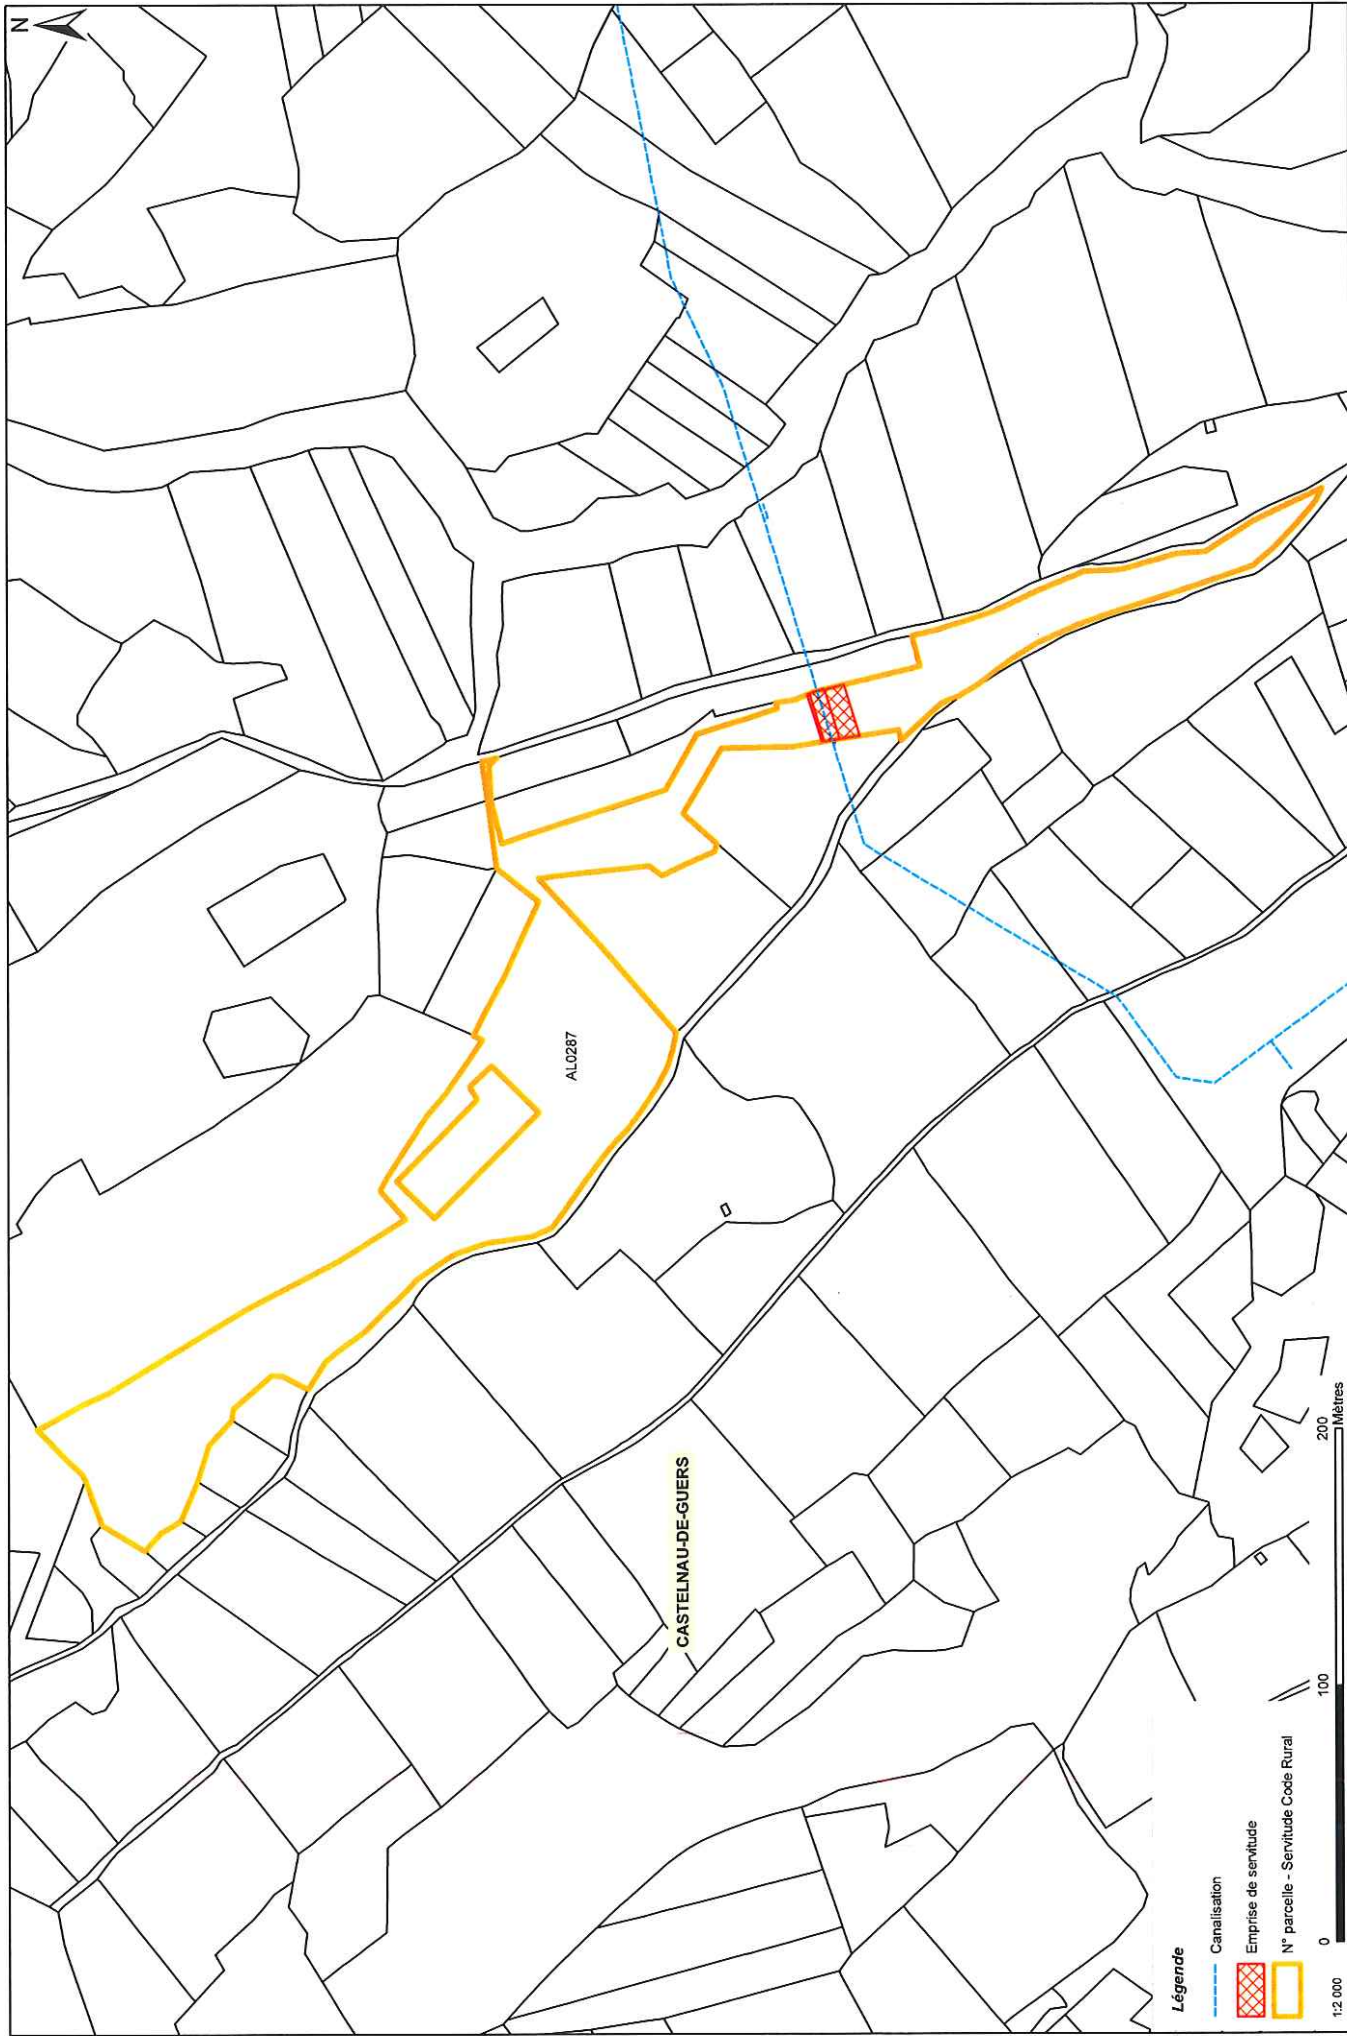 N
AL0287
CASTELNAU-DE-GUERS
Légende
Canalisation
Emprise de servitude
N° parcelle - Servitude Code Rural
0 100 200
Mètres
1:2 000